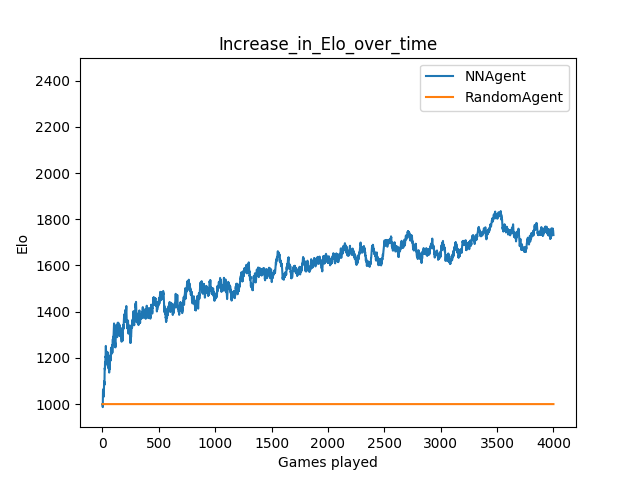 Increase_in_Elo_over_time
NNAgent
RandomAgent
2400
2200
2000
1800
1600
1400
1200
1000
Elo
0 500 1000 1500 2000 2500 3000 3500 4000
Games played